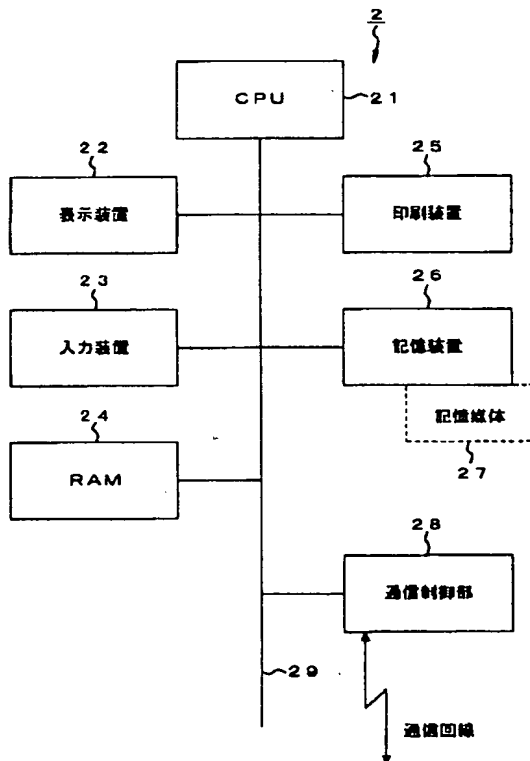 2
CPU
21
22
表示装置
25
印刷装置
23
入力装置
26
記憶装置
記憶媒体
27
24
RAM
28
通信制御部
29
通信回線